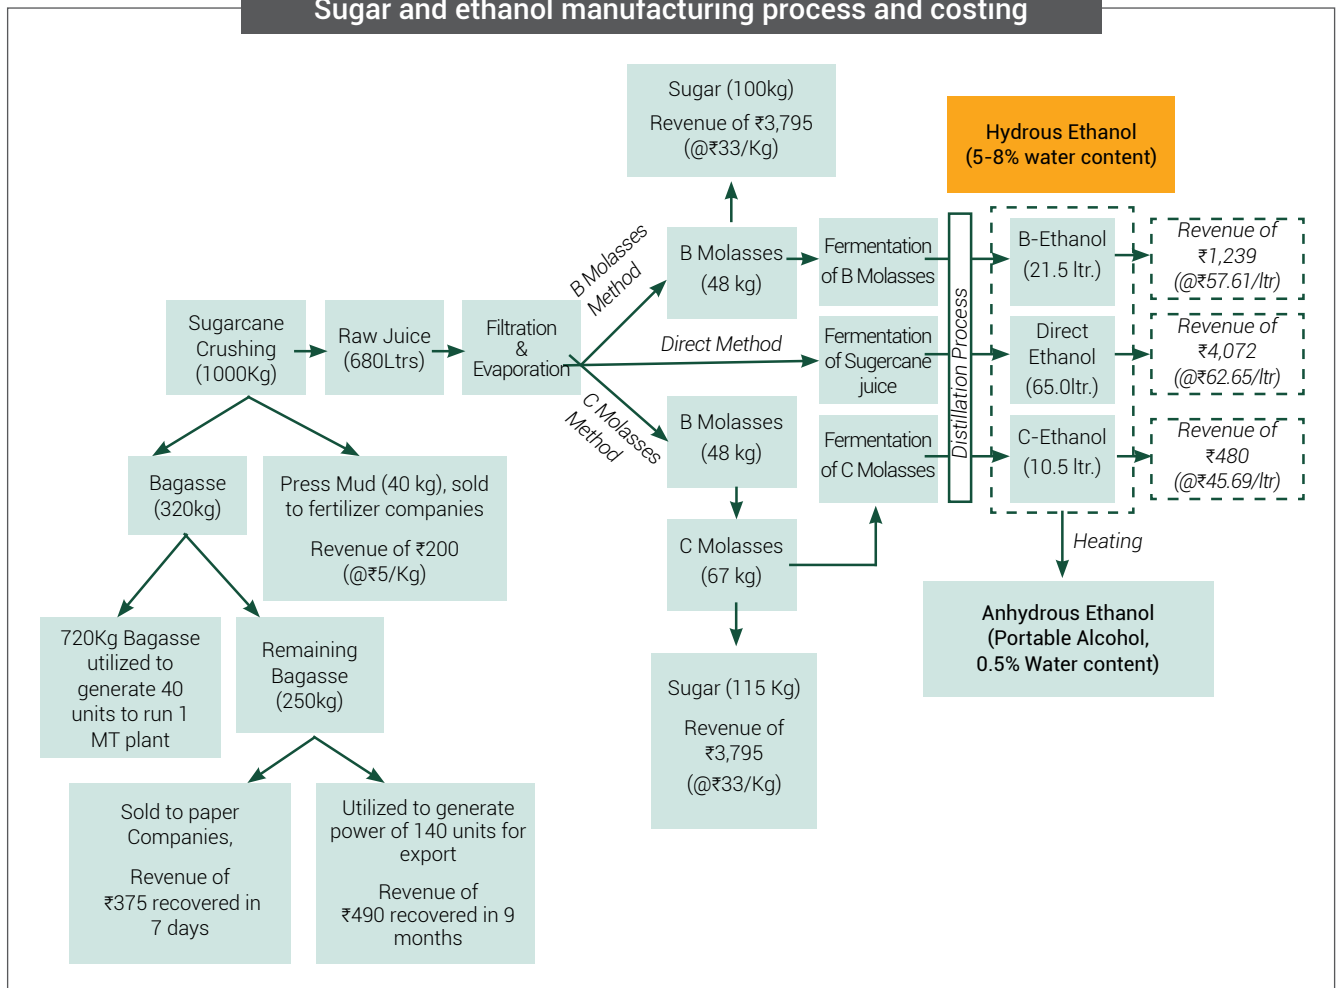 Sugar and ethanol manufacturing process and costing
Sugar (100kg)
Revenue of ₹3,795
(@₹33/Kg)
Hydrous Ethanol
(5-8% water content)
B Molasses
Method
B Molasses
(48 kg)
Fermentation
of B Molasses
Distillation Process
B-Ethanol
(21.5 ltr.)
Revenue of
₹1,239
(@₹57.61/ltr)
Sugarcane
Crushing
(1000Kg)
Raw Juice
(680Ltrs)
Filtration
&
Evaporation
Direct Method
Fermentation
of Sugercane
juice
Direct
Ethanol
(65.0ltr.)
Revenue of
₹4,072
(@₹62.65/ltr)
C Molasses
Method
B Molasses
(48 kg)
Fermentation
of C Molasses
C-Ethanol
(10.5 ltr.)
Revenue of
₹480
(@₹45.69/ltr)
Bagasse
(320kg)
Press Mud (40 kg), sold
to fertilizer companies
Revenue of ₹200
(@₹5/Kg)
C Molasses
(67 kg)
Heating
Anhydrous Ethanol
(Portable Alcohol,
0.5% Water content)
720Kg Bagasse
utilized to
generate 40
units to run 1
MT plant
Remaining
Bagasse
(250kg)
Sugar (115 Kg)
Revenue of
₹3,795
(@₹33/Kg)
Sold to paper
Companies,
Revenue of
₹375 recovered in
7 days
Utilized to generate
power of 140 units for
export
Revenue of
₹490 recovered in 9
months